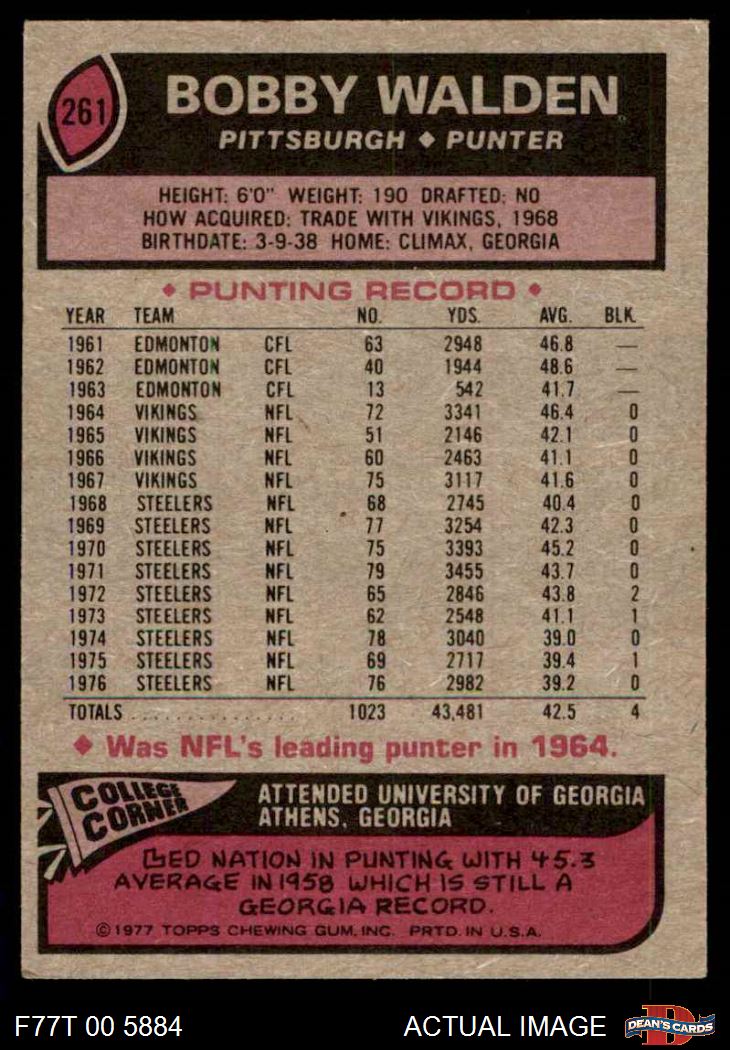 261
BOBBY WALDEN
PITTSBURGH ♦ PUNTER
HEIGHT: 6'0" WEIGHT: 190 DRAFTED: NO
HOW ACQUIRED: TRADE WITH VIKINGS, 1968
BIRTHDATE: 3-9-38 HOME: CLIMAX, GEORGIA
♦ PUNTING RECORD ♦
YEAR TEAM NO. YDS. AVG. BLK.
1961 EDMONTON CFL 63 2948 46.8 —
1962 EDMONTON CFL 40 1944 48.6 —
1963 EDMONTON CFL 13 542 41.7 —
1964 VIKINGS NFL 72 3341 46.4 0
1965 VIKINGS NFL 51 2146 42.1 0
1966 VIKINGS NFL 60 2463 41.1 0
1967 VIKINGS NFL 75 3117 41.6 0
1968 STEELERS NFL 68 2745 40.4 0
1969 STEELERS NFL 77 3254 42.3 0
1970 STEELERS NFL 75 3393 45.2 0
1971 STEELERS NFL 79 3455 43.7 0
1972 STEELERS NFL 65 2846 43.8 2
1973 STEELERS NFL 62 2548 41.1 1
1974 STEELERS NFL 78 3040 39.0 0
1975 STEELERS NFL 69 2717 39.4 1
1976 STEELERS NFL 76 2982 39.2 0
TOTALS ................ 1023 43,481 42.5 4
♦ Was NFL's leading punter in 1964.
COLLEGE
CORNER
ATTENDED UNIVERSITY OF GEORGIA
ATHENS, GEORGIA
LED NATION IN PUNTING WITH 45.3
AVERAGE IN 1958 WHICH IS STILL A
GEORGIA RECORD.
©1977 TOPPS CHEWING GUM, INC. PRTD. IN U.S.A.
F77T 00 5884 ACTUAL IMAGE DEAN'S CARDS